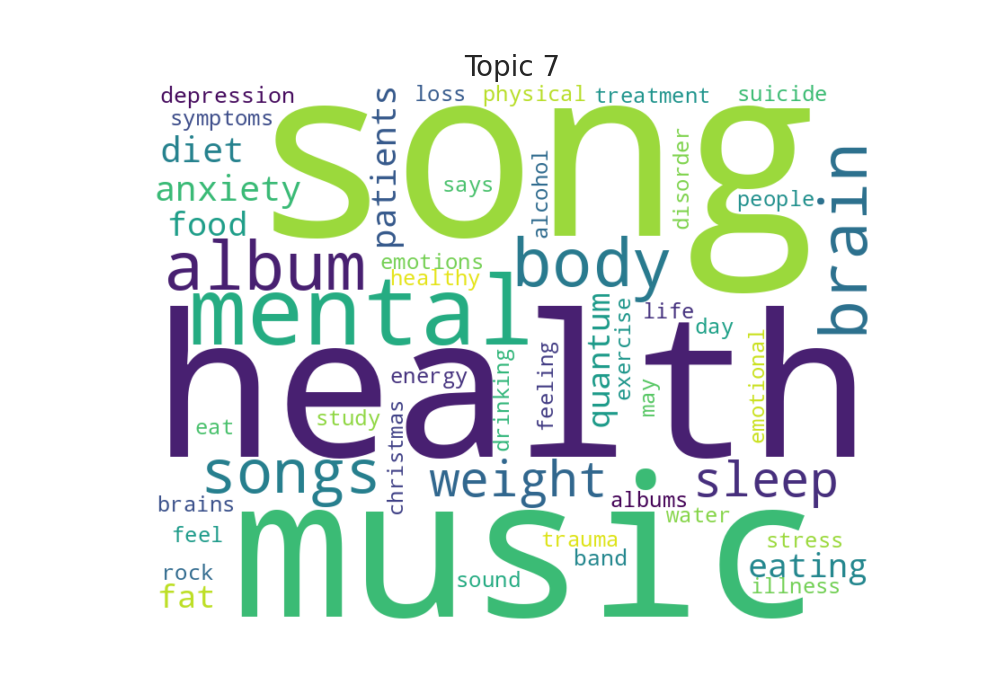 Topic 7
depression
loss
physical
treatment
suicide
symptoms
song
patients
diet
anxiety
says
alcohol
disorder
people
brain
food
album
emotions
healthy
body
mental
health
quantum
exercise
life
day
may
emotional
energy
drinking
feeling
eat
study
christmas
songs
weight
sleep
brains
albums
water
music
feel
trauma
band
stress
eating
rock
sound
illness
fat